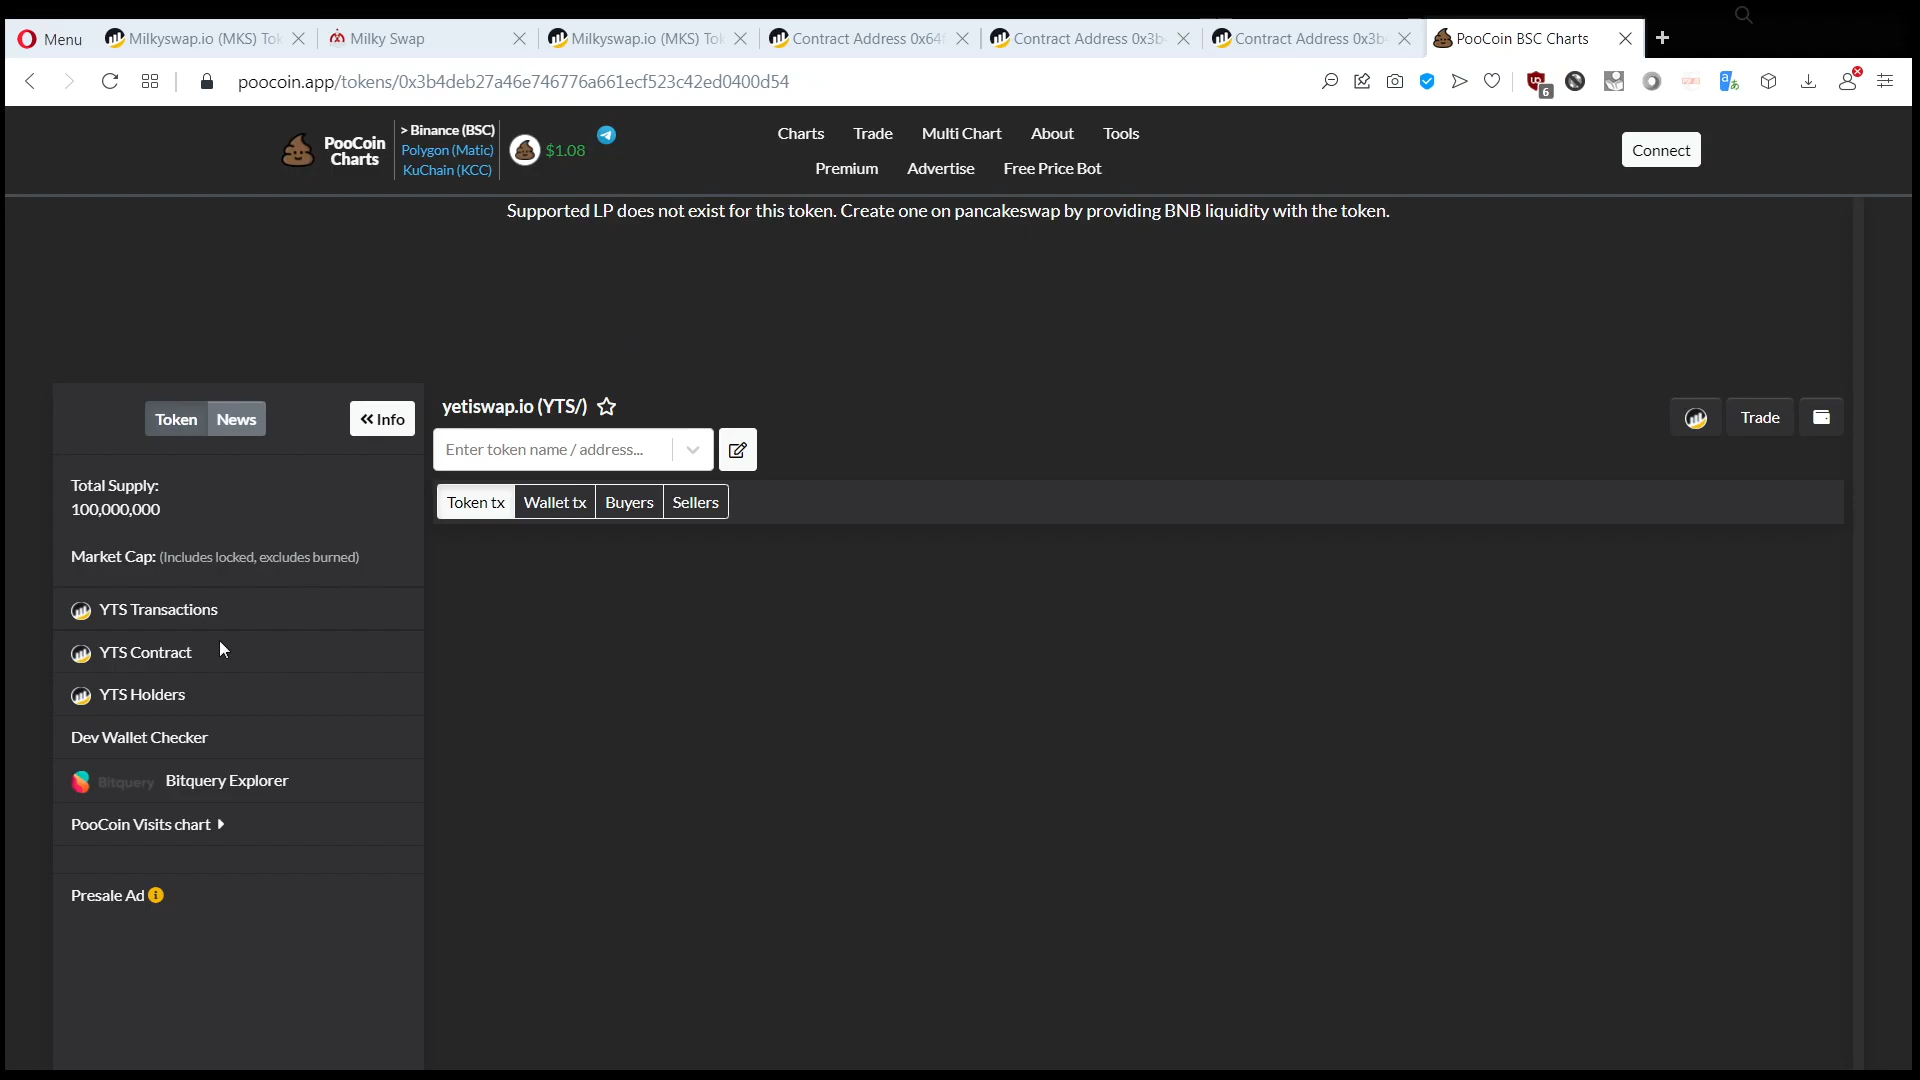 Menu
Milkyswap.io (MKS) Tok
Milky Swap
Milkyswap.io (MKS) Tok
Contract Address 0x64f
Contract Address 0x3b
Contract Address 0x3b
PooCoin BSC Charts
poocoin.app/tokens/0x3b4deb27a46e746776a661ecf523c42ed0400d54
6
PooCoin
Charts
> Binance (BSC)
Polygon (Matic)
KuChain (KCC)
$1.08
Charts
Trade
Multi Chart
About
Tools
Premium
Advertise
Free Price Bot
Connect
Supported LP does not exist for this token. Create one on pancakeswap by providing BNB liquidity with the token.
Token
News
Info
yetiswap.io (YTS/)
Trade
Enter token name / address...
Token tx
Wallet tx
Buyers
Sellers
Total Supply:
100,000,000
Market Cap: (Includes locked, excludes burned)
YTS Transactions
YTS Contract
YTS Holders
Dev Wallet Checker
Bitquery Bitquery Explorer
PooCoin Visits chart
Presale Ad